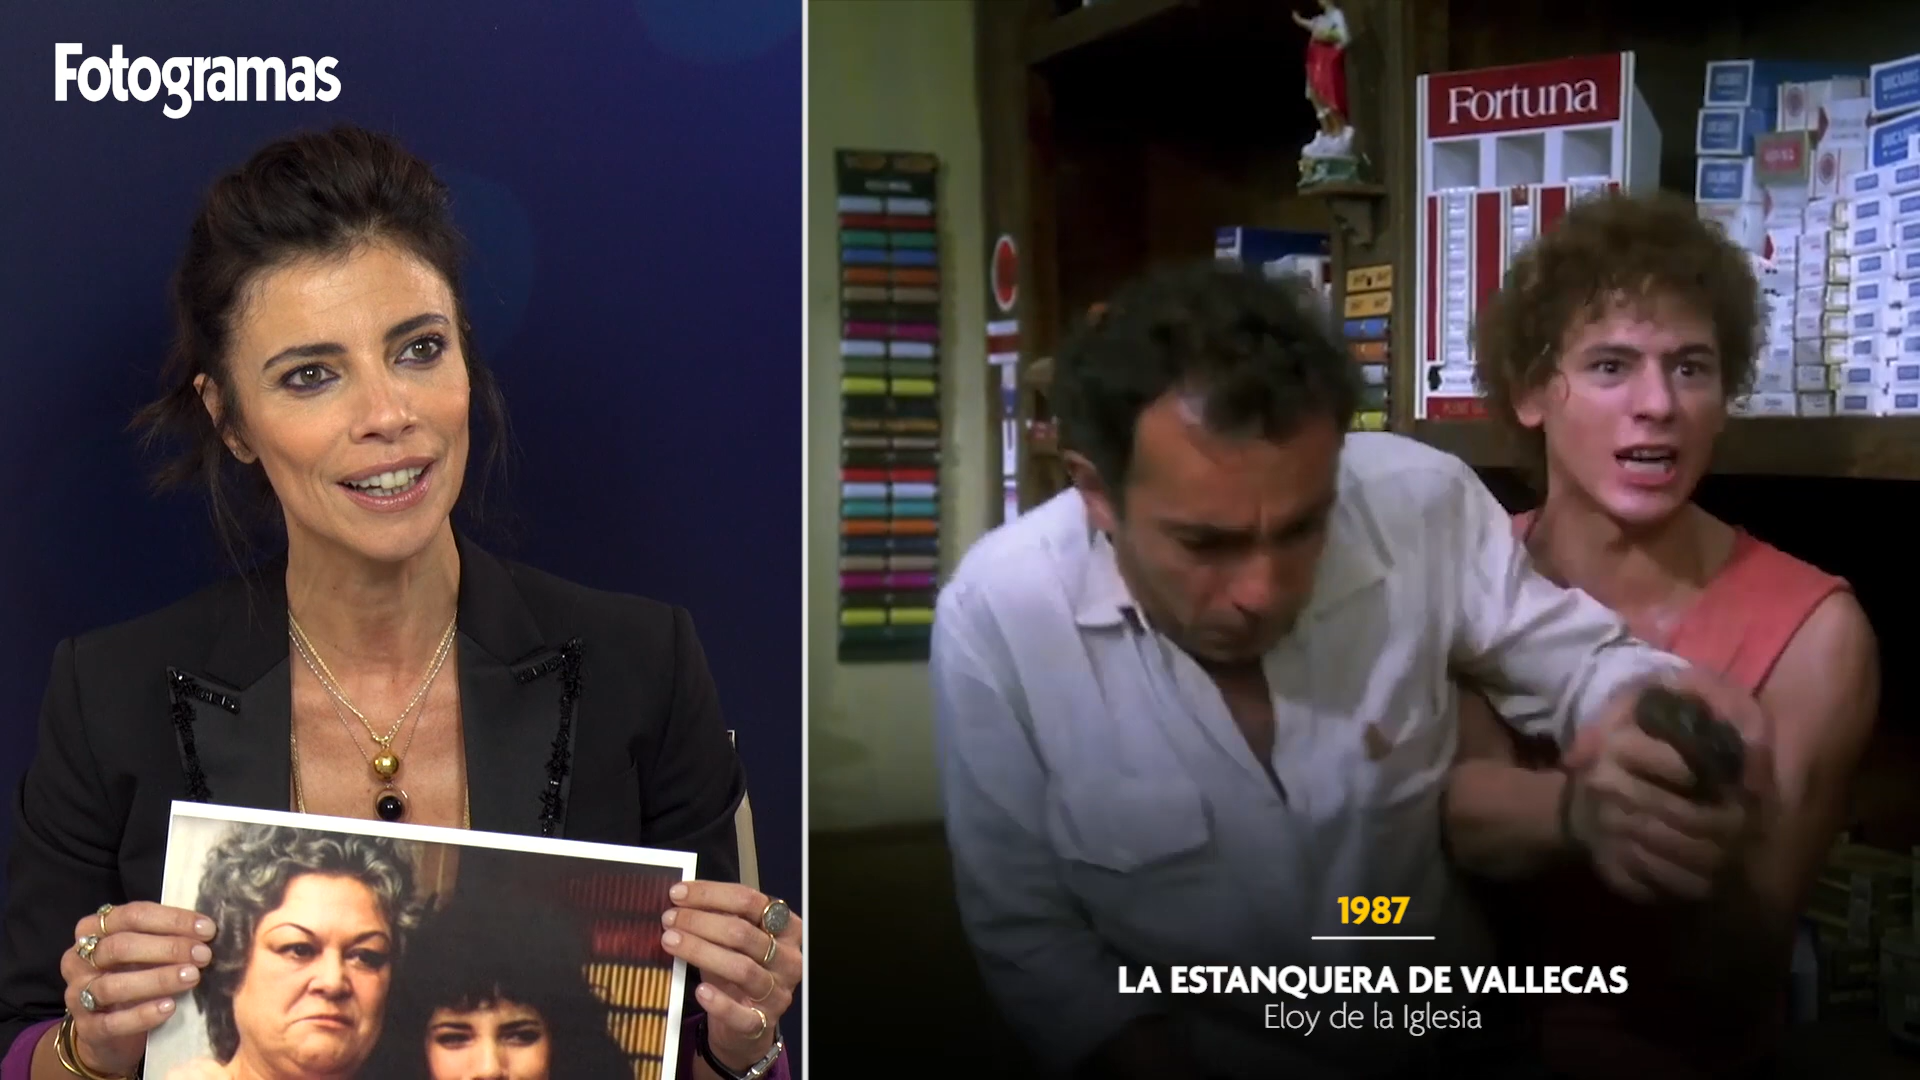 Fotogramas
Fortuna
1987
LA ESTANQUERA DE VALLECAS
Eloy de la Iglesia